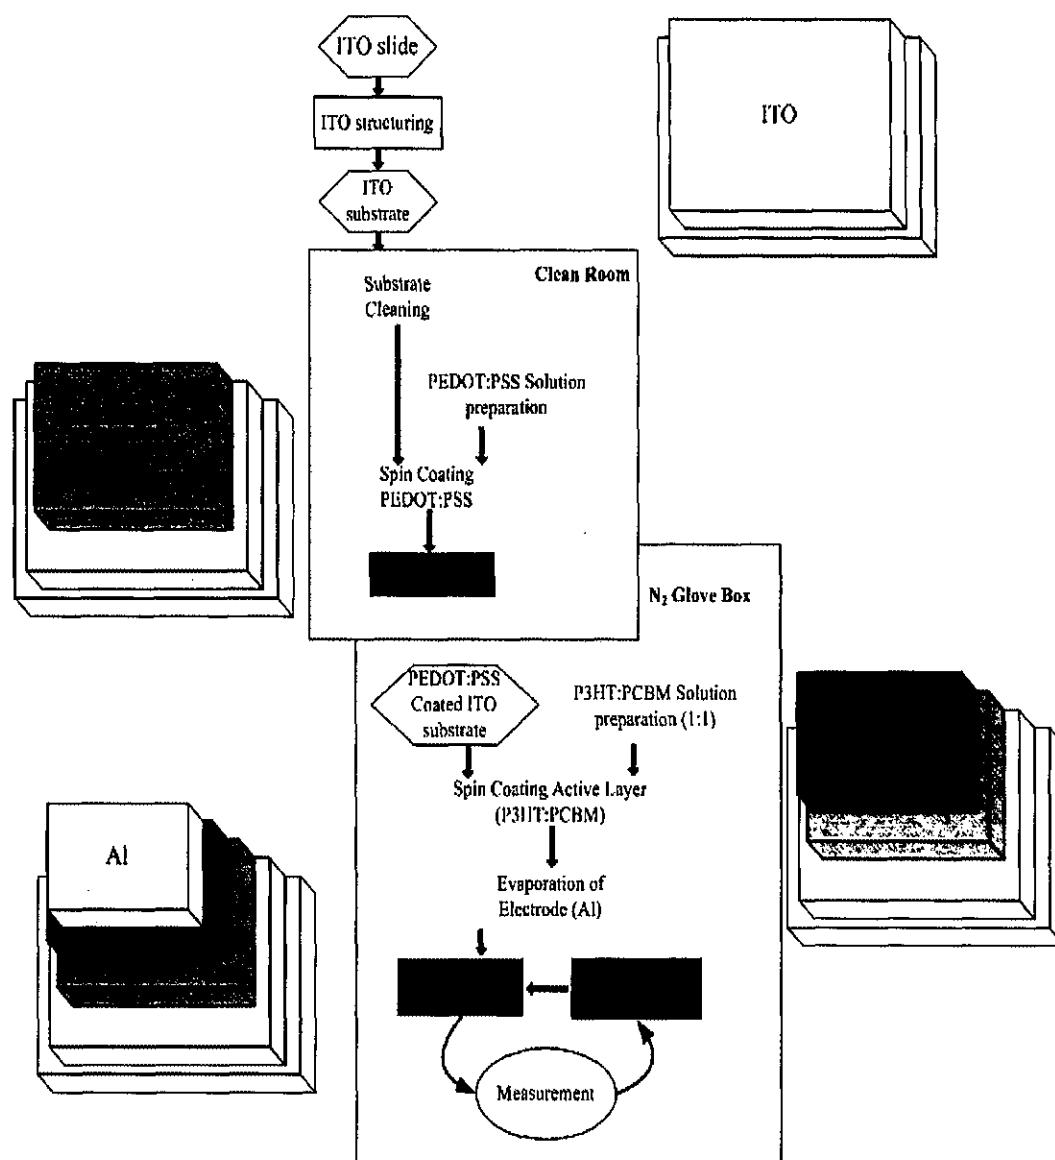 ITO slide
ITO
ITO structuring
ITO
substrate
Clean Room
Substrate
Cleaning
PEDOT:PSS Solution
preparation
Spin Coating
PEDOT:PSS
N₂ Glove Box
PEDOT:PSS
Coated ITO
substrate
P3HT:PCBM Solution
preparation (1:1)
Spin Coating Active Layer
(P3HT:PCBM)
Al
Evaporation of
Electrode (Al)
Measurement